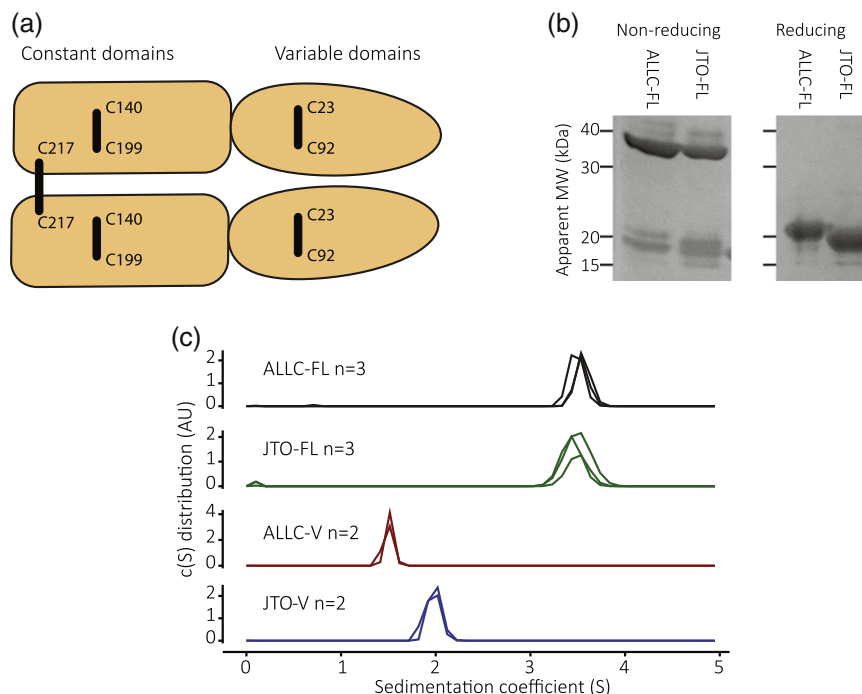 (a)
Constant domains
Variable domains
C140
C199
C217
C23
C92
C217
C140
C199
C23
C92
(b)
Non-reducing
Reducing
ALLC-FL
JTO-FL
ALLC-FL
JTO-FL
Apparent MW (kDa)
40
30
20
15
(c)
c(S) distribution (AU)
2
1
0
ALLC-FL n=3
2
1
0
JTO-FL n=3
4
2
0
ALLC-V n=2
2
1
0
JTO-V n=2
0 1 2 3 4 5
Sedimentation coefficient (S)